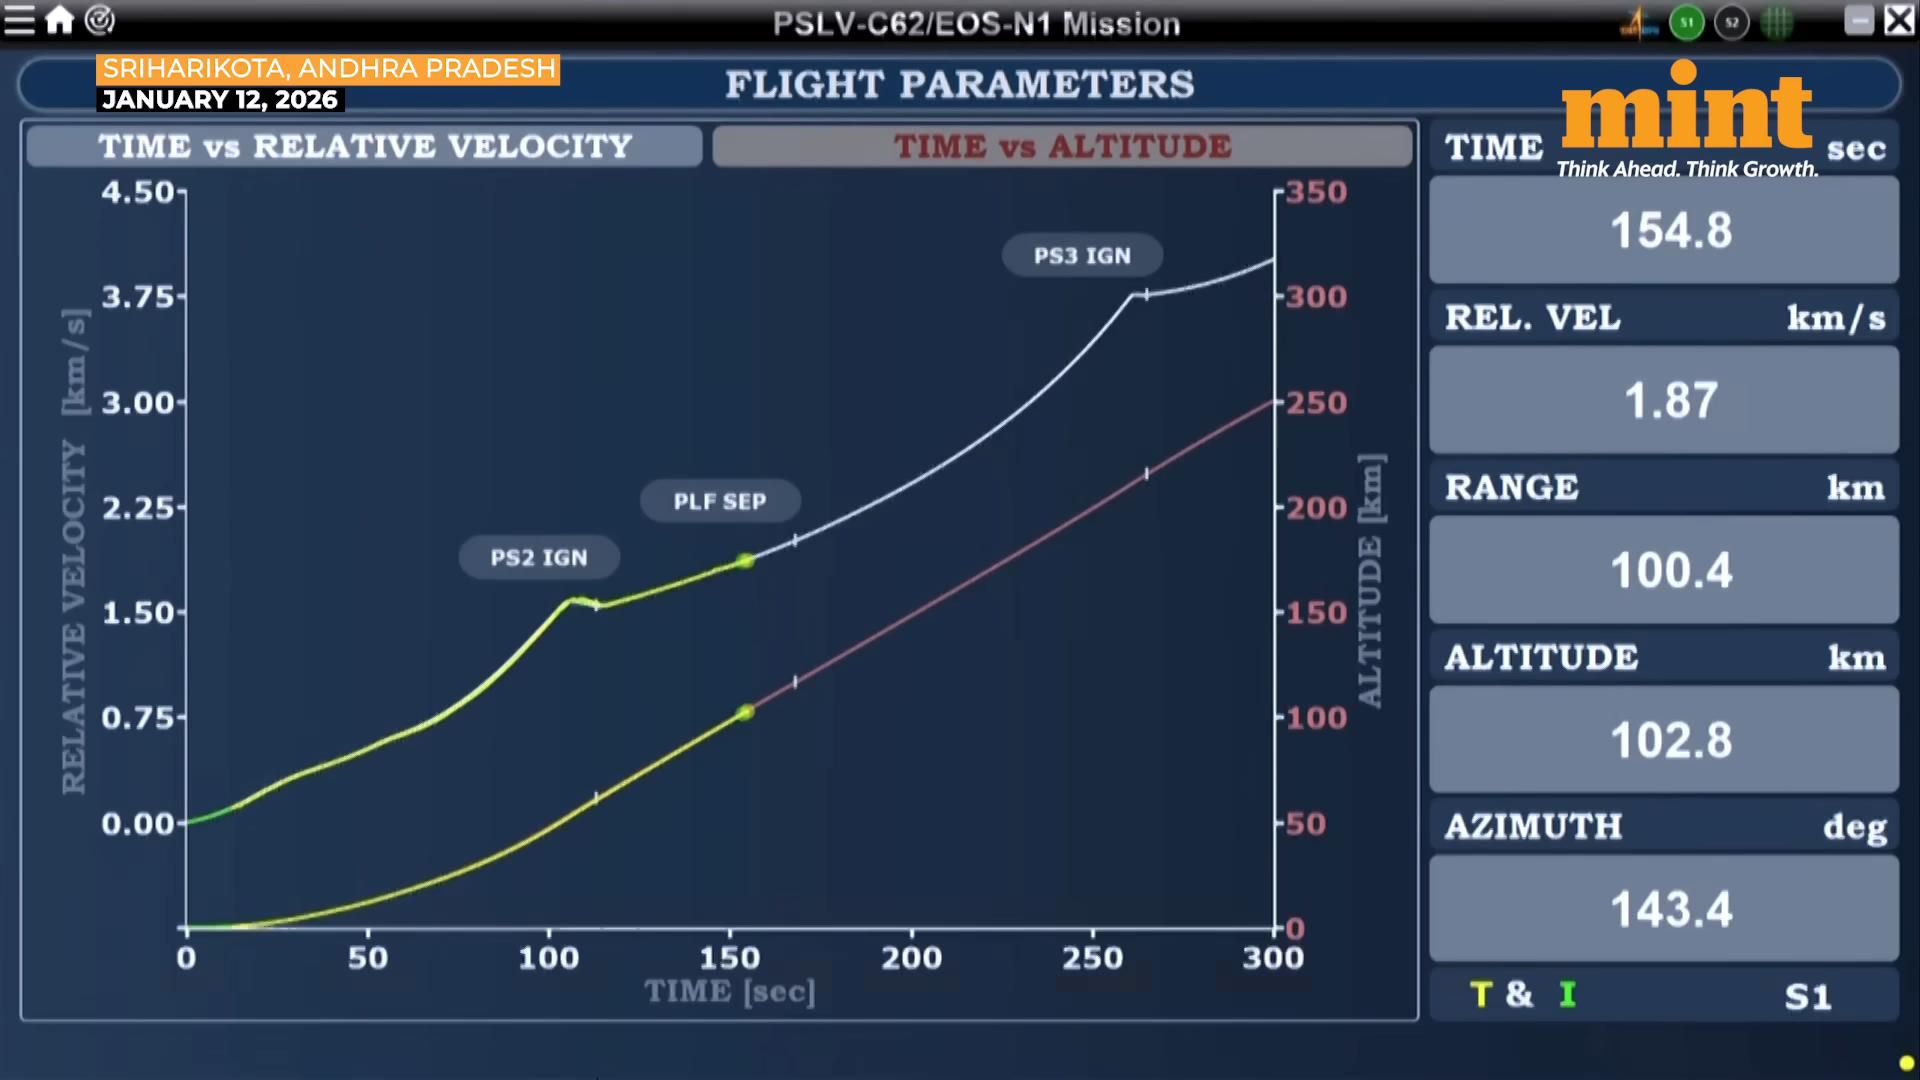 PSLV-C62/EOS-N1 Mission
S1
S2
SRIHARIKOTA, ANDHRA PRADESH
JANUARY 12, 2026
FLIGHT PARAMETERS
mint
Think Ahead. Think Growth.
TIME vs RELATIVE VELOCITY
TIME vs ALTITUDE
4.50
3.75
3.00
2.25
1.50
0.75
0.00
RELATIVE VELOCITY [km/s]
PS2 IGN
PLF SEP
PS3 IGN
350
300
250
200
150
100
50
0
ALTITUDE [km]
0 50 100 150 200 250 300
TIME [sec]
TIME sec
154.8
REL. VEL km/s
1.87
RANGE km
100.4
ALTITUDE km
102.8
AZIMUTH deg
143.4
T & I S1